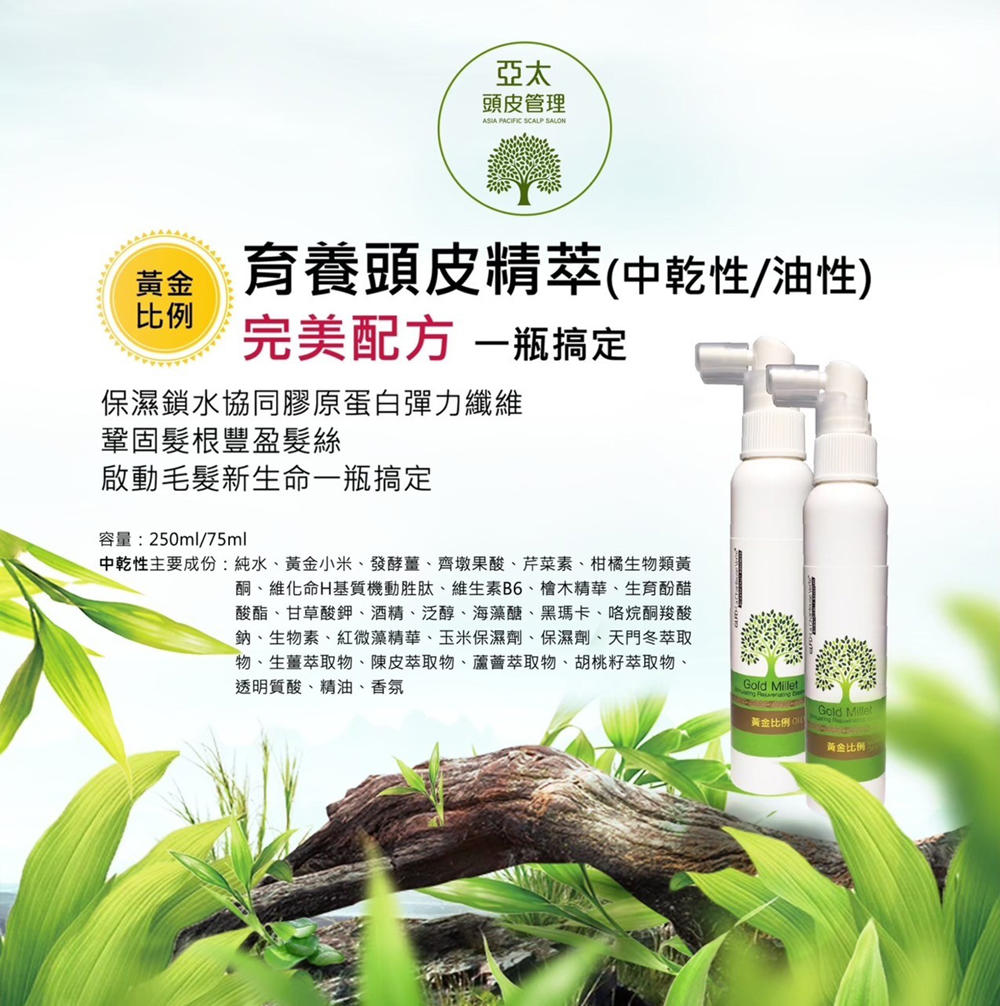 亞太
頭皮管理
ASIA PACIFIC SCALP SALON
黃金
比例
育養頭皮精萃(中乾性/油性)
完美配方 一瓶搞定
保濕鎖水協同膠原蛋白彈力纖維
鞏固髮根豐盈髮絲
啟動毛髮新生命一瓶搞定
容量：250ml/75ml
中乾性主要成份：純水、黃金小米、發酵薑、齊墩果酸、芹菜素、柑橘生物類黃
酮、維化命H基質機動胜肽、維生素B6、檜木精華、生育酚醋
酸酯、甘草酸鉀、酒精、泛醇、海藻醣、黑瑪卡、咯烷酮羧酸
鈉、生物素、紅微藻精華、玉米保濕劑、保濕劑、天門冬萃取
物、生薑萃取物、陳皮萃取物、蘆薈萃取物、胡桃籽萃取物、
透明質酸、精油、香氛
Gold Millet
黃金比例
Gold Millet
黃金比例